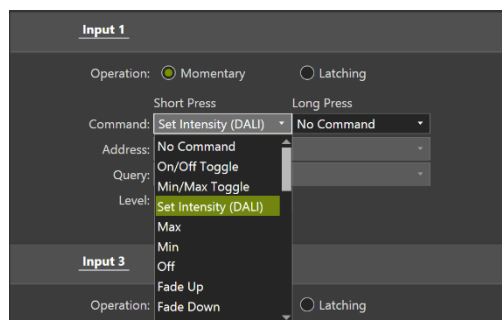 Input 1
Operation: Momentary Latching
Short Press Long Press
Command: Set Intensity (DALI) No Command
Address: No Command
Query: On/Off Toggle
Min/Max Toggle
Level: Set Intensity (DALI)
Max
Min
Input 3 Off
Fade Up
Operation: Fade Down Latching